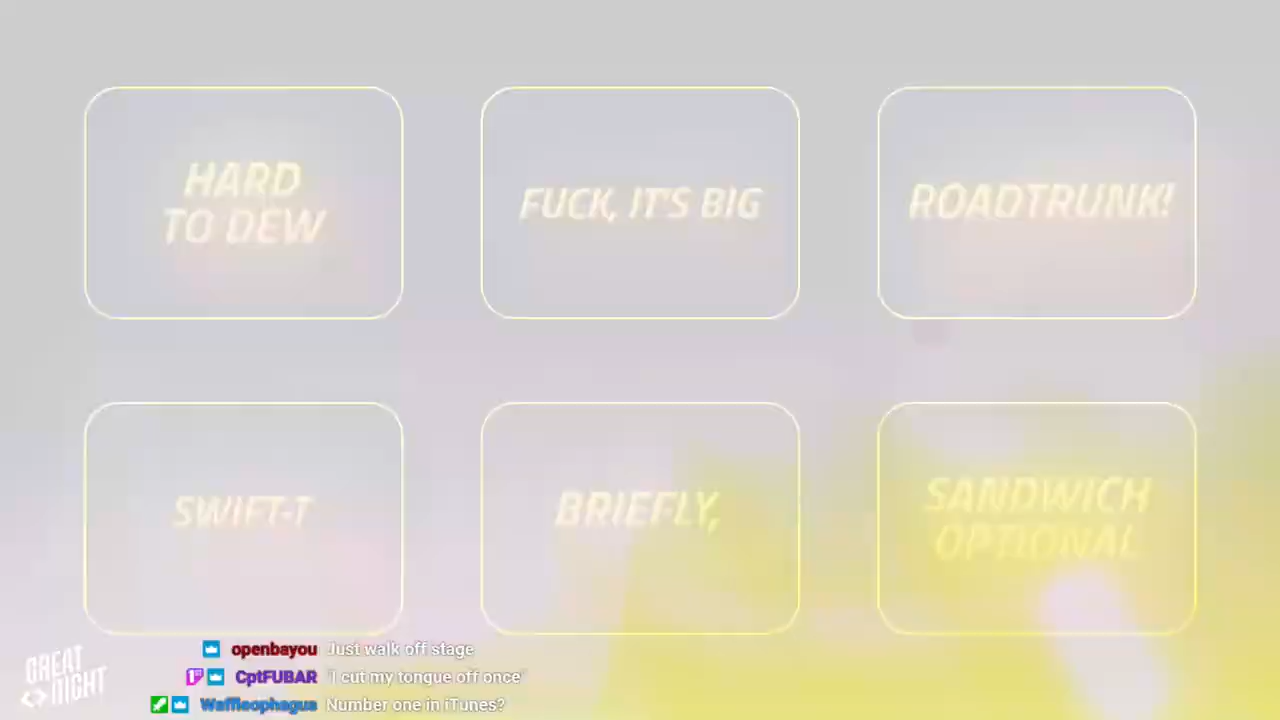 HARD
TO DEW
FUCK, IT'S BIG
ROADTRUNK!
SWIFT-T
BRIEFLY,
SANDWICH
OPTIONAL
GREAT
<> NIGHT
openbayou Just walk off stage
CptFUBAR 'I cut my tongue off once'
Waffleophagus Number one in iTunes?